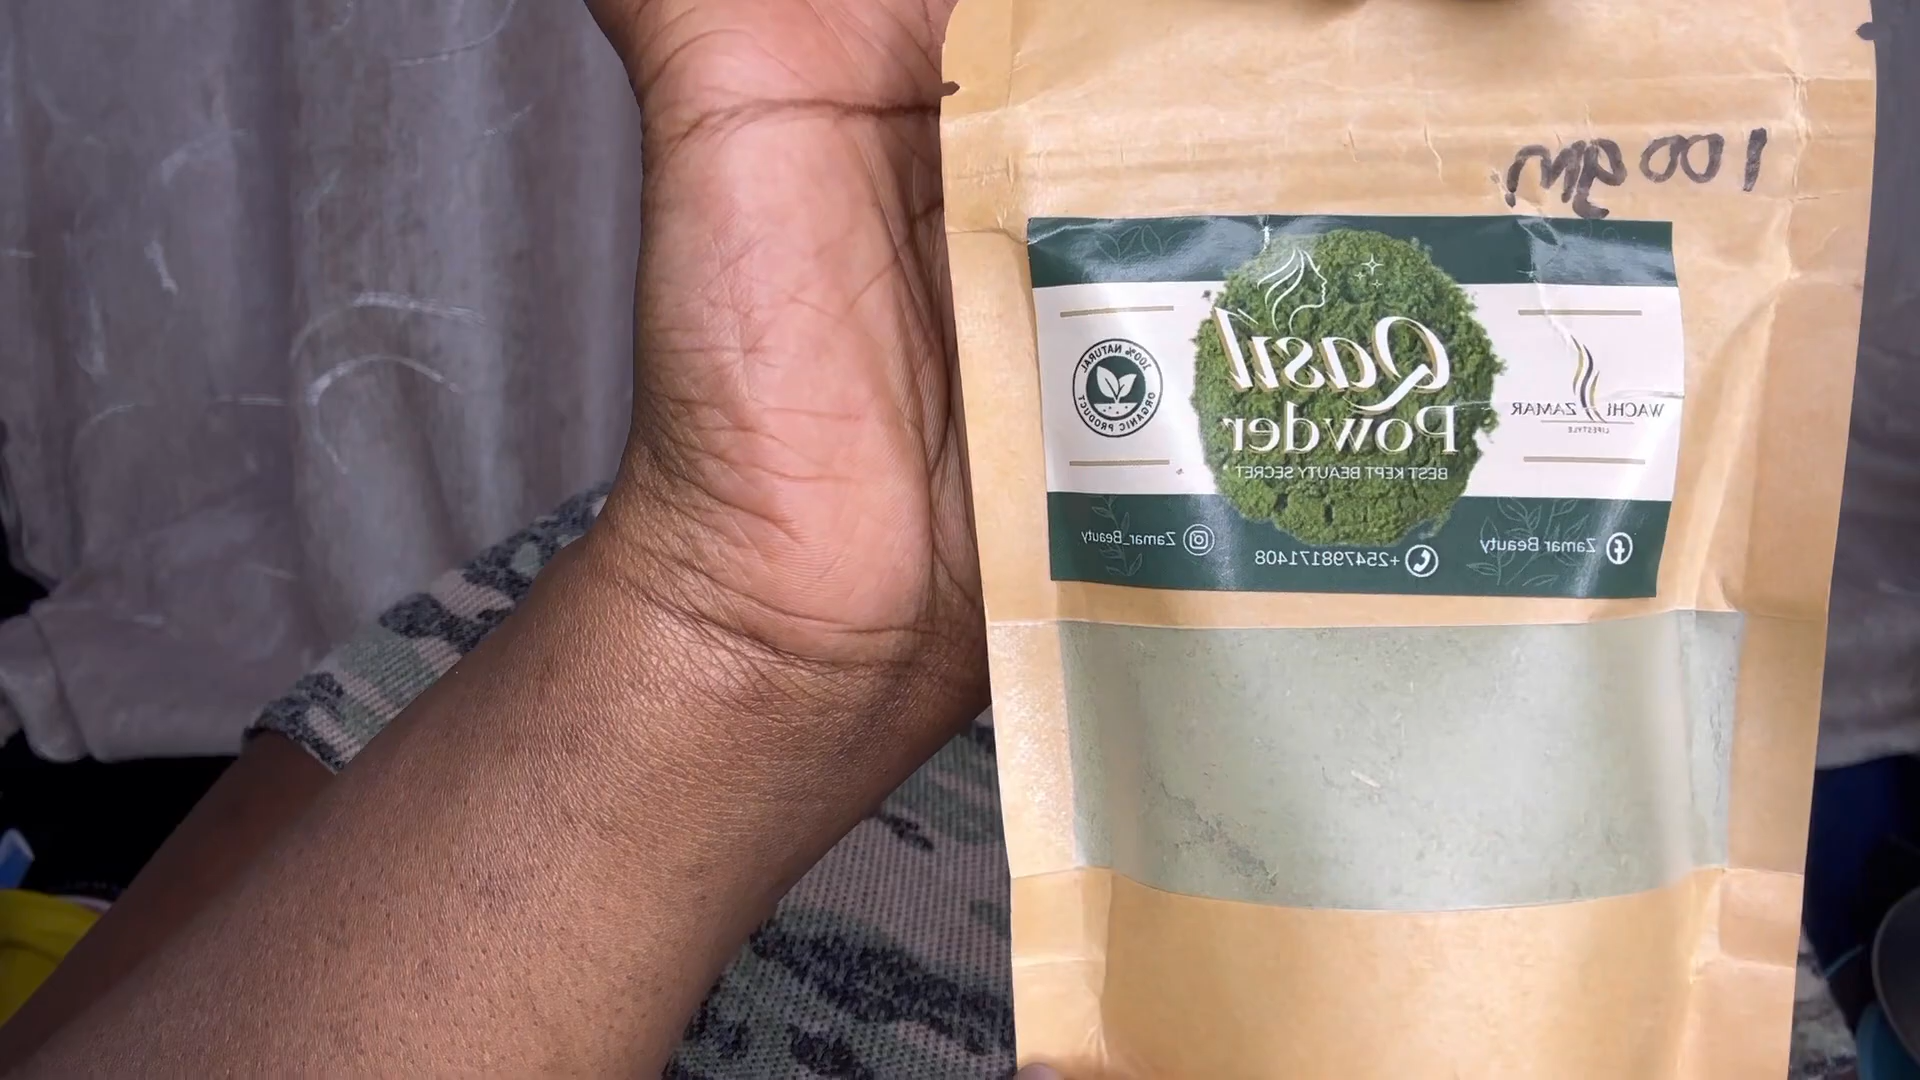 100 gm
100% NATURAL
ORGANIC PRODUCT
Qasil
Powder
BEST KEPT BEAUTY SECRET
WACHI ZAMAR
LIFESTYLE
Zamar Beauty
+254798171408
Zamar_Beauty